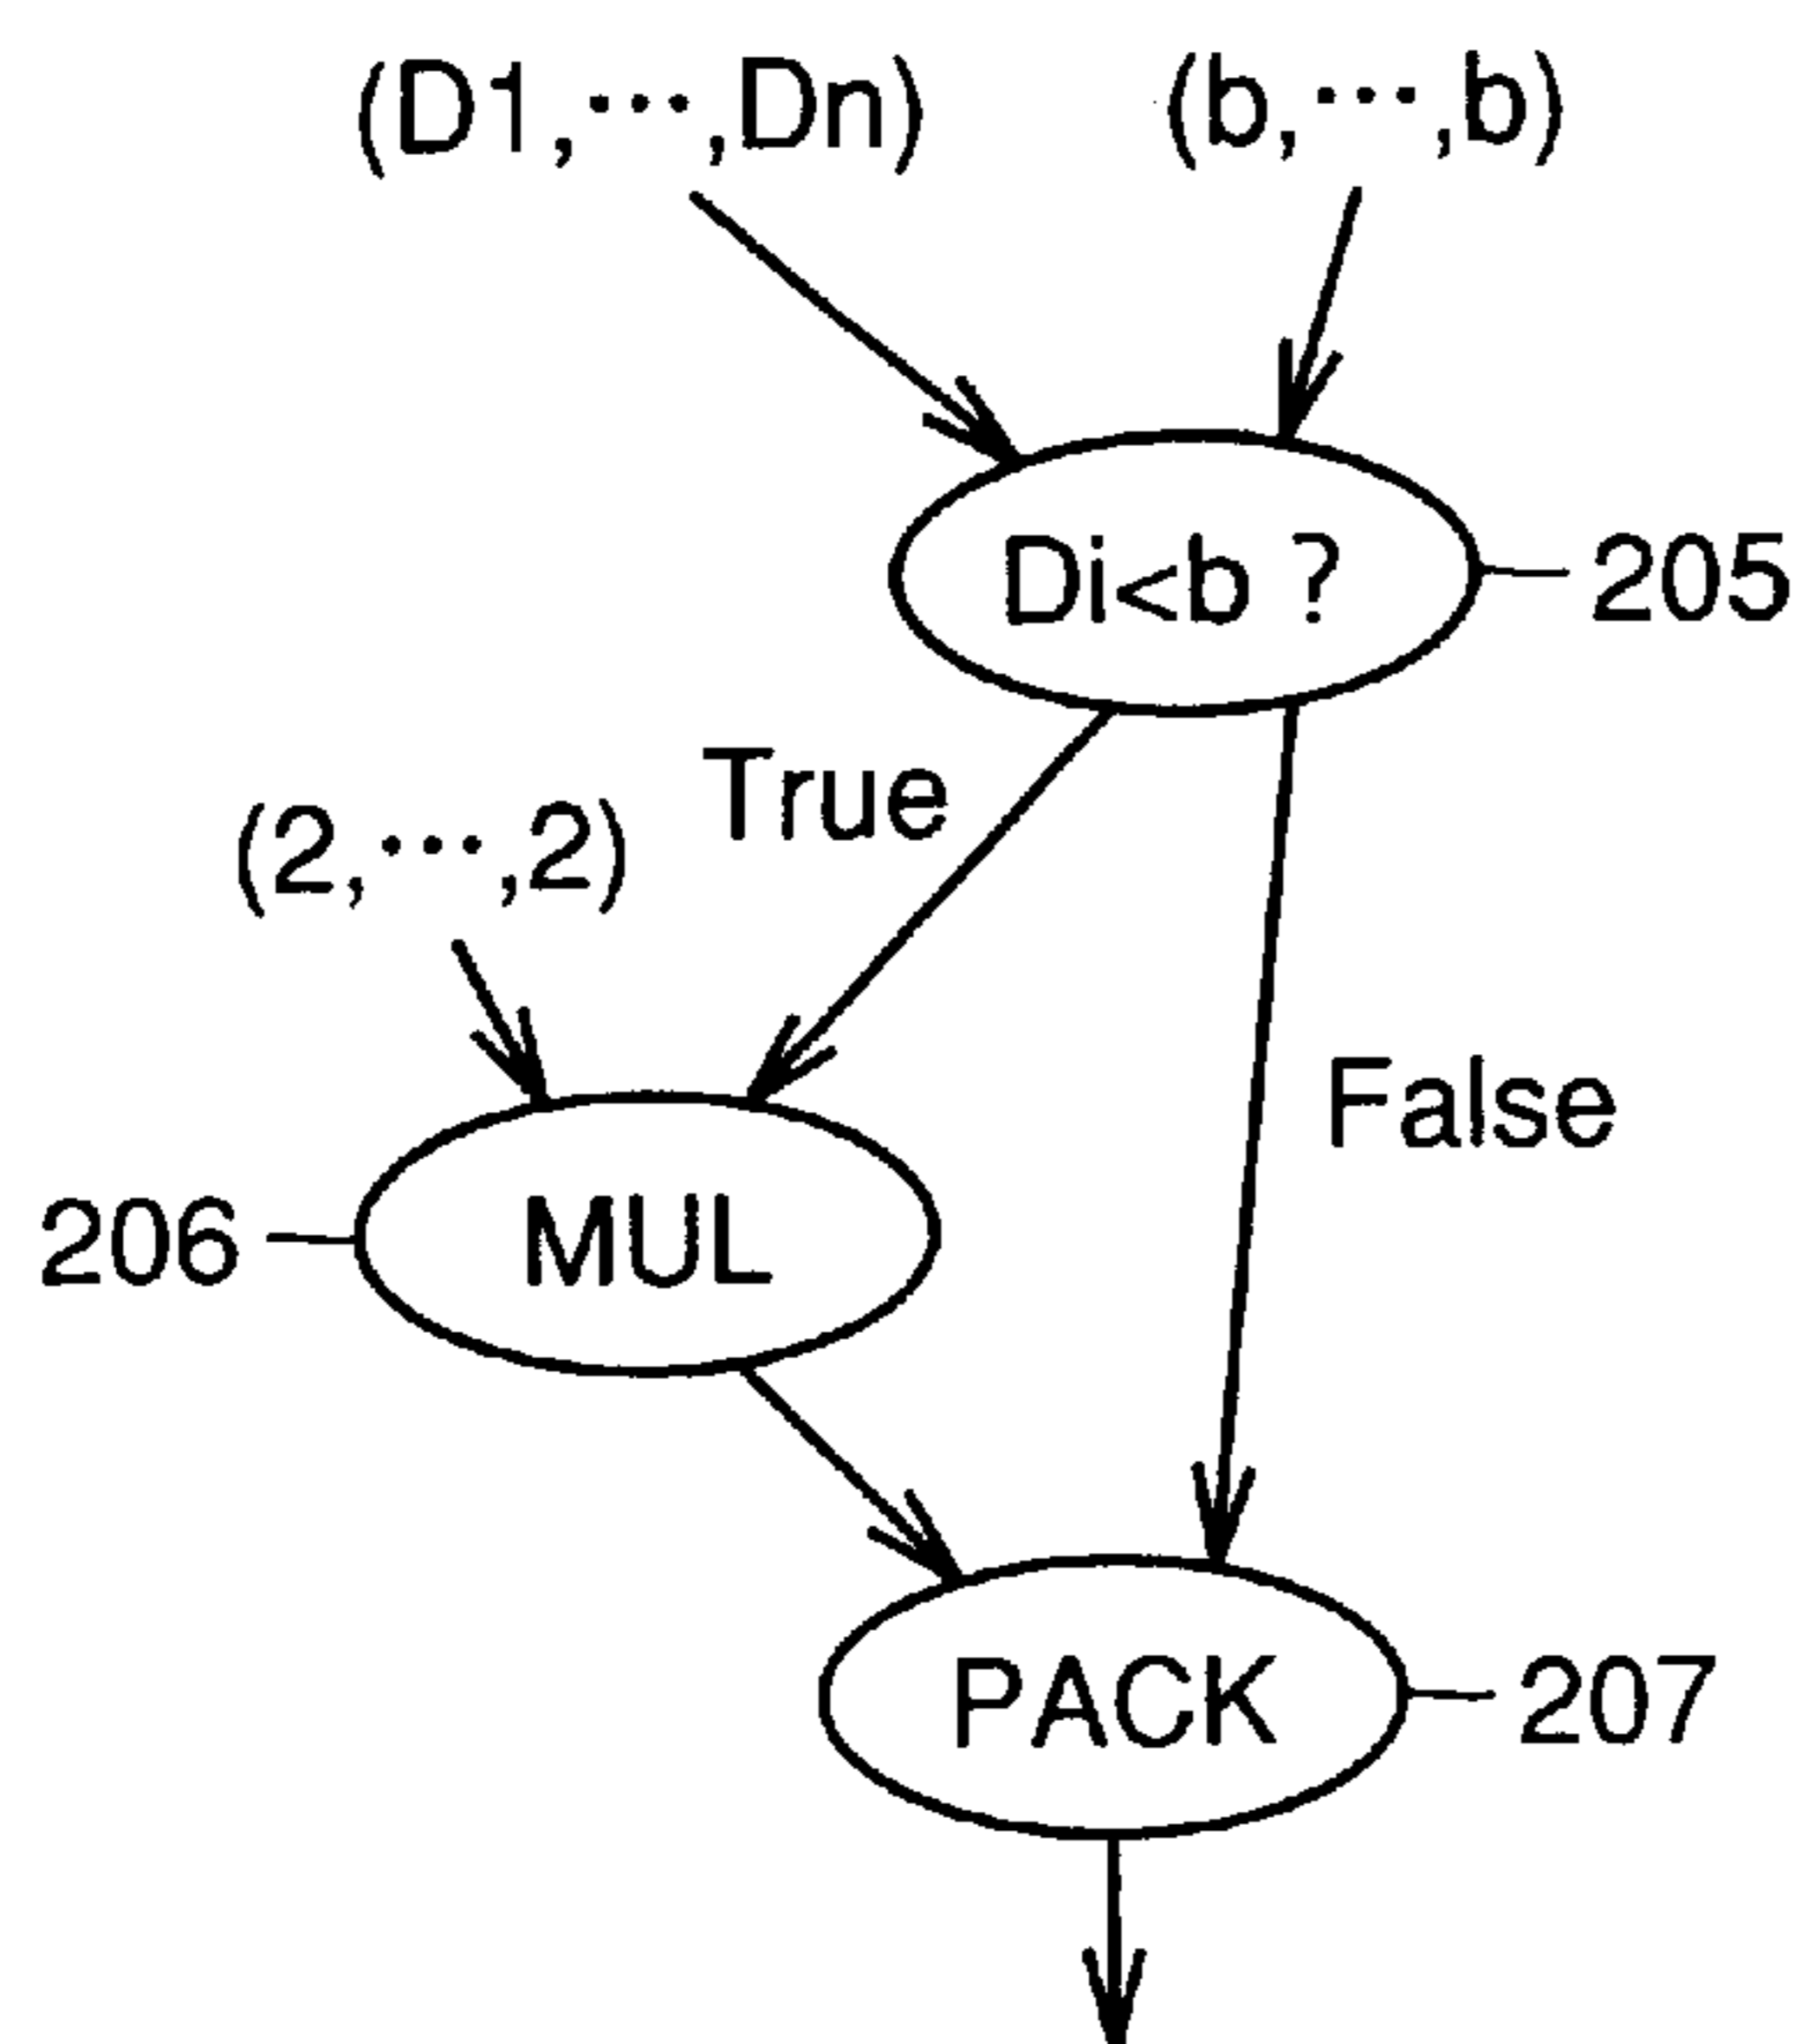 (D1,···,Dn) (b,···,b)
Di<b ? 205
True
(2,···,2)
False
206 MUL
PACK 207